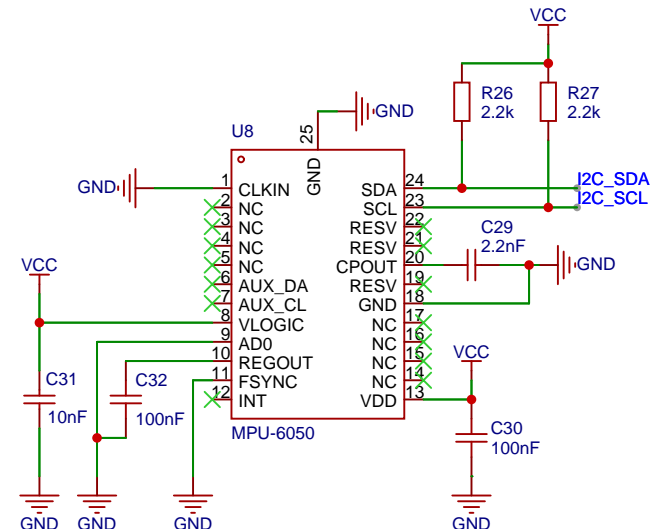 VCC
R26
2.2k
R27
2.2k
GND
U8
25
GND
GND
1
CLKIN
SDA
24
I2C_SDA
2
NC
SCL
23
I2C_SCL
3
NC
RESV
22
4
NC
RESV
21
C29
2.2nF
5
NC
CPOUT
20
GND
VCC
6
AUX_DA
RESV
19
7
AUX_CL
GND
18
8
VLOGIC
NC
17
9
AD0
NC
16
10
REGOUT
NC
15
VCC
11
FSYNC
NC
14
12
INT
VDD
13
C31
10nF
C32
100nF
MPU-6050
C30
100nF
GND
GND
GND
GND